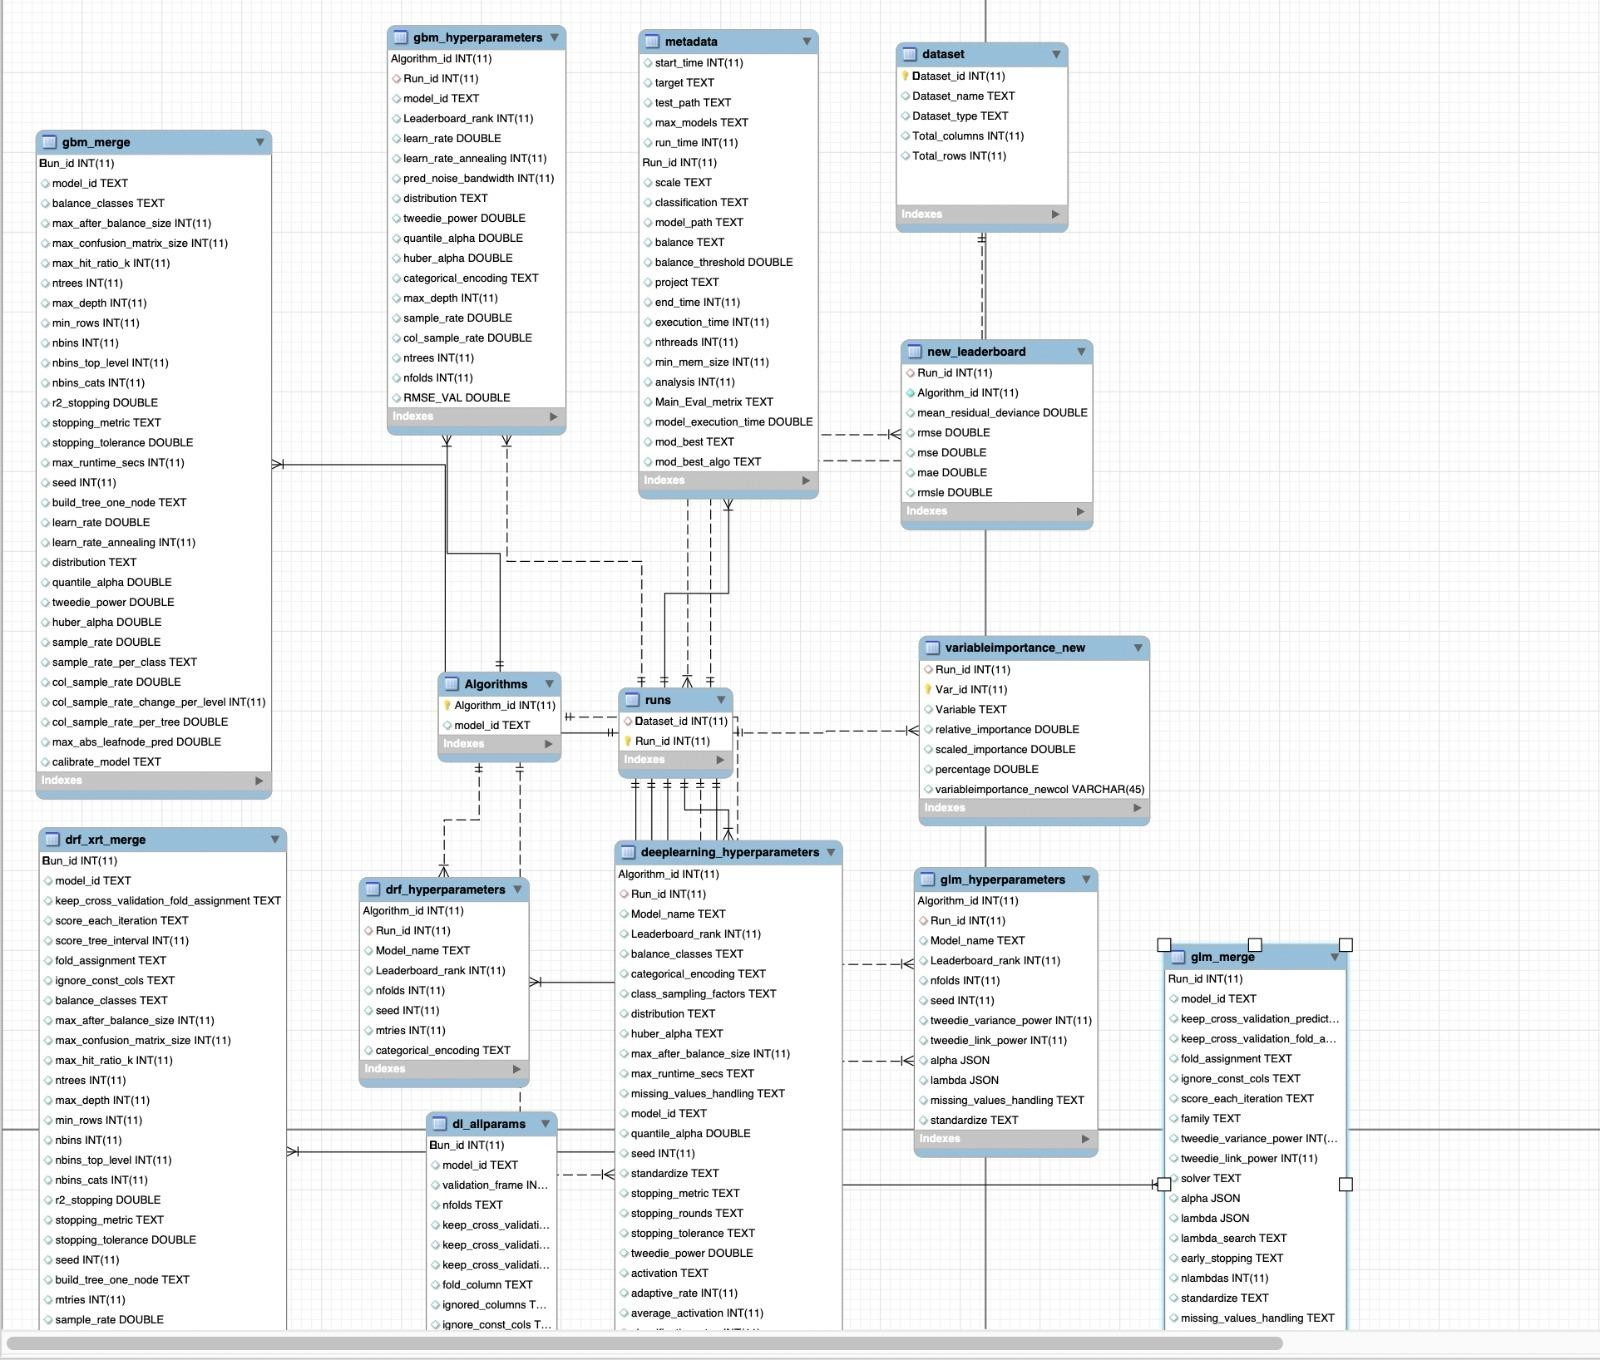 gbm_hyperparameters
Algorithm_id INT(11)
Run_id INT(11)
model_id TEXT
Leaderboard_rank INT(11)
learn_rate DOUBLE
learn_rate_annealing INT(11)
pred_noise_bandwidth INT(11)
distribution TEXT
tweedie_power DOUBLE
quantile_alpha DOUBLE
huber_alpha DOUBLE
categorical_encoding TEXT
max_depth INT(11)
sample_rate DOUBLE
col_sample_rate DOUBLE
ntrees INT(11)
nfolds INT(11)
RMSE_VAL DOUBLE
Indexes
metadata
start_time INT(11)
target TEXT
test_path TEXT
max_models TEXT
run_time INT(11)
Run_id INT(11)
scale TEXT
classification TEXT
model_path TEXT
balance TEXT
balance_threshold DOUBLE
project TEXT
end_time INT(11)
execution_time INT(11)
nthreads INT(11)
min_mem_size INT(11)
analysis INT(11)
Main_Eval_metrix TEXT
model_execution_time DOUBLE
mod_best TEXT
mod_best_algo TEXT
Indexes
dataset
Dataset_id INT(11)
Dataset_name TEXT
Dataset_type TEXT
Total_columns INT(11)
Total_rows INT(11)
Indexes
gbm_merge
Bun_id INT(11)
model_id TEXT
balance_classes TEXT
max_after_balance_size INT(11)
max_confusion_matrix_size INT(11)
max_hit_ratio_k INT(11)
ntrees INT(11)
max_depth INT(11)
min_rows INT(11)
nbins INT(11)
nbins_top_level INT(11)
nbins_cats INT(11)
r2_stopping DOUBLE
stopping_metric TEXT
stopping_tolerance DOUBLE
max_runtime_secs INT(11)
seed INT(11)
build_tree_one_node TEXT
learn_rate DOUBLE
learn_rate_annealing INT(11)
distribution TEXT
quantile_alpha DOUBLE
tweedie_power DOUBLE
huber_alpha DOUBLE
sample_rate DOUBLE
sample_rate_per_class TEXT
col_sample_rate DOUBLE
col_sample_rate_change_per_level INT(11)
col_sample_rate_per_tree DOUBLE
max_abs_leafnode_pred DOUBLE
calibrate_model TEXT
Indexes
new_leaderboard
Run_id INT(11)
Algorithm_id INT(11)
mean_residual_deviance DOUBLE
rmse DOUBLE
mse DOUBLE
mae DOUBLE
rmsle DOUBLE
Indexes
Algorithms
Algorithm_id INT(11)
model_id TEXT
Indexes
runs
Dataset_id INT(11)
Run_id INT(11)
Indexes
variableimportance_new
Run_id INT(11)
Var_id INT(11)
Variable TEXT
relative_importance DOUBLE
scaled_importance DOUBLE
percentage DOUBLE
variableimportance_newcol VARCHAR(45)
Indexes
drf_xrt_merge
Bun_id INT(11)
model_id TEXT
keep_cross_validation_fold_assignment TEXT
score_each_iteration TEXT
score_tree_interval INT(11)
fold_assignment TEXT
ignore_const_cols TEXT
balance_classes TEXT
max_after_balance_size INT(11)
max_confusion_matrix_size INT(11)
max_hit_ratio_k INT(11)
ntrees INT(11)
max_depth INT(11)
min_rows INT(11)
nbins INT(11)
nbins_top_level INT(11)
nbins_cats INT(11)
r2_stopping DOUBLE
stopping_metric TEXT
stopping_tolerance DOUBLE
seed INT(11)
build_tree_one_node TEXT
mtries INT(11)
sample_rate DOUBLE
drf_hyperparameters
Algorithm_id INT(11)
Run_id INT(11)
Model_name TEXT
Leaderboard_rank INT(11)
nfolds INT(11)
seed INT(11)
mtries INT(11)
categorical_encoding TEXT
Indexes
dl_allparams
Bun_id INT(11)
model_id TEXT
validation_frame IN...
nfolds TEXT
keep_cross_validati...
keep_cross_validati...
keep_cross_validati...
fold_column TEXT
ignored_columns T...
ignore_const_cols T...
deeplearning_hyperparameters
Algorithm_id INT(11)
Run_id INT(11)
Model_name TEXT
Leaderboard_rank INT(11)
balance_classes TEXT
categorical_encoding TEXT
class_sampling_factors TEXT
distribution TEXT
huber_alpha TEXT
max_after_balance_size INT(11)
max_runtime_secs TEXT
missing_values_handling TEXT
model_id TEXT
quantile_alpha DOUBLE
seed INT(11)
standardize TEXT
stopping_metric TEXT
stopping_rounds TEXT
stopping_tolerance TEXT
tweedie_power DOUBLE
activation TEXT
adaptive_rate INT(11)
average_activation INT(11)
glm_hyperparameters
Algorithm_id INT(11)
Run_id INT(11)
Model_name TEXT
Leaderboard_rank INT(11)
nfolds INT(11)
seed INT(11)
tweedie_variance_power INT(11)
tweedie_link_power INT(11)
alpha JSON
lambda JSON
missing_values_handling TEXT
standardize TEXT
Indexes
glm_merge
Run_id INT(11)
model_id TEXT
keep_cross_validation_predict...
keep_cross_validation_fold_a...
fold_assignment TEXT
ignore_const_cols TEXT
score_each_iteration TEXT
family TEXT
tweedie_variance_power INT(...
tweedie_link_power INT(11)
solver TEXT
alpha JSON
lambda JSON
lambda_search TEXT
early_stopping TEXT
nlambdas INT(11)
standardize TEXT
missing_values_handling TEXT